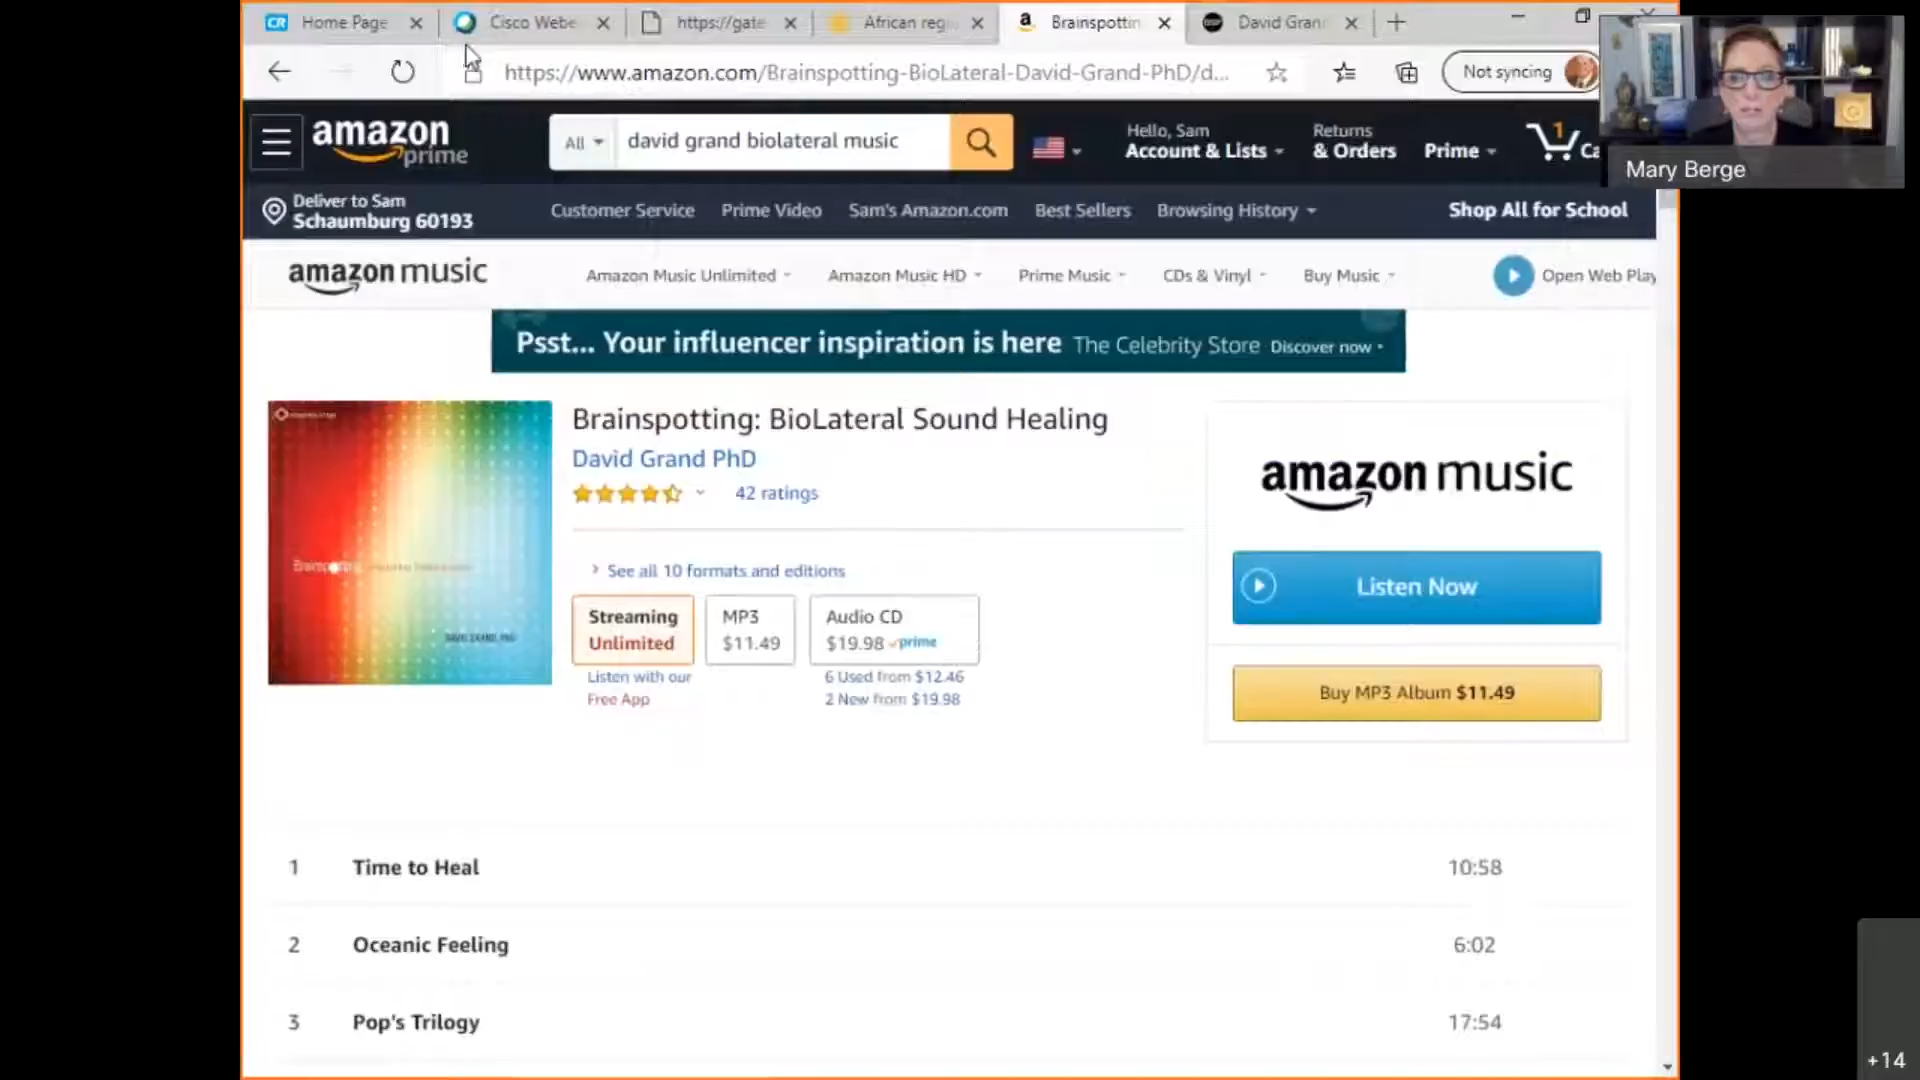 CR Home Page
Cisco Webe
https://gate
African reg
Brainspottin
David Gran
https://www.amazon.com/Brainspotting-BioLateral-David-Grand-PhD/d...
Not syncing
amazon prime
All
david grand biolateral music
Hello, Sam
Account & Lists
Returns
& Orders
Prime
1
Ca
Mary Berge
Deliver to Sam
Schaumburg 60193
Customer Service
Prime Video
Sam's Amazon.com
Best Sellers
Browsing History
Shop All for School
amazon music
Amazon Music Unlimited
Amazon Music HD
Prime Music
CDs & Vinyl
Buy Music
Open Web Play
Psst... Your influencer inspiration is here The Celebrity Store Discover now
Brainspotting: BioLateral Sound Healing
David Grand PhD
42 ratings
See all 10 formats and editions
Streaming
Unlimited
MP3
$11.49
Audio CD
$19.98 prime
Listen with our
Free App
6 Used from $12.46
2 New from $19.98
Brainspotting
DAVID GRAND, PhD
amazon music
Listen Now
Buy MP3 Album $11.49
1 Time to Heal 10:58
2 Oceanic Feeling 6:02
3 Pop's Trilogy 17:54
+14